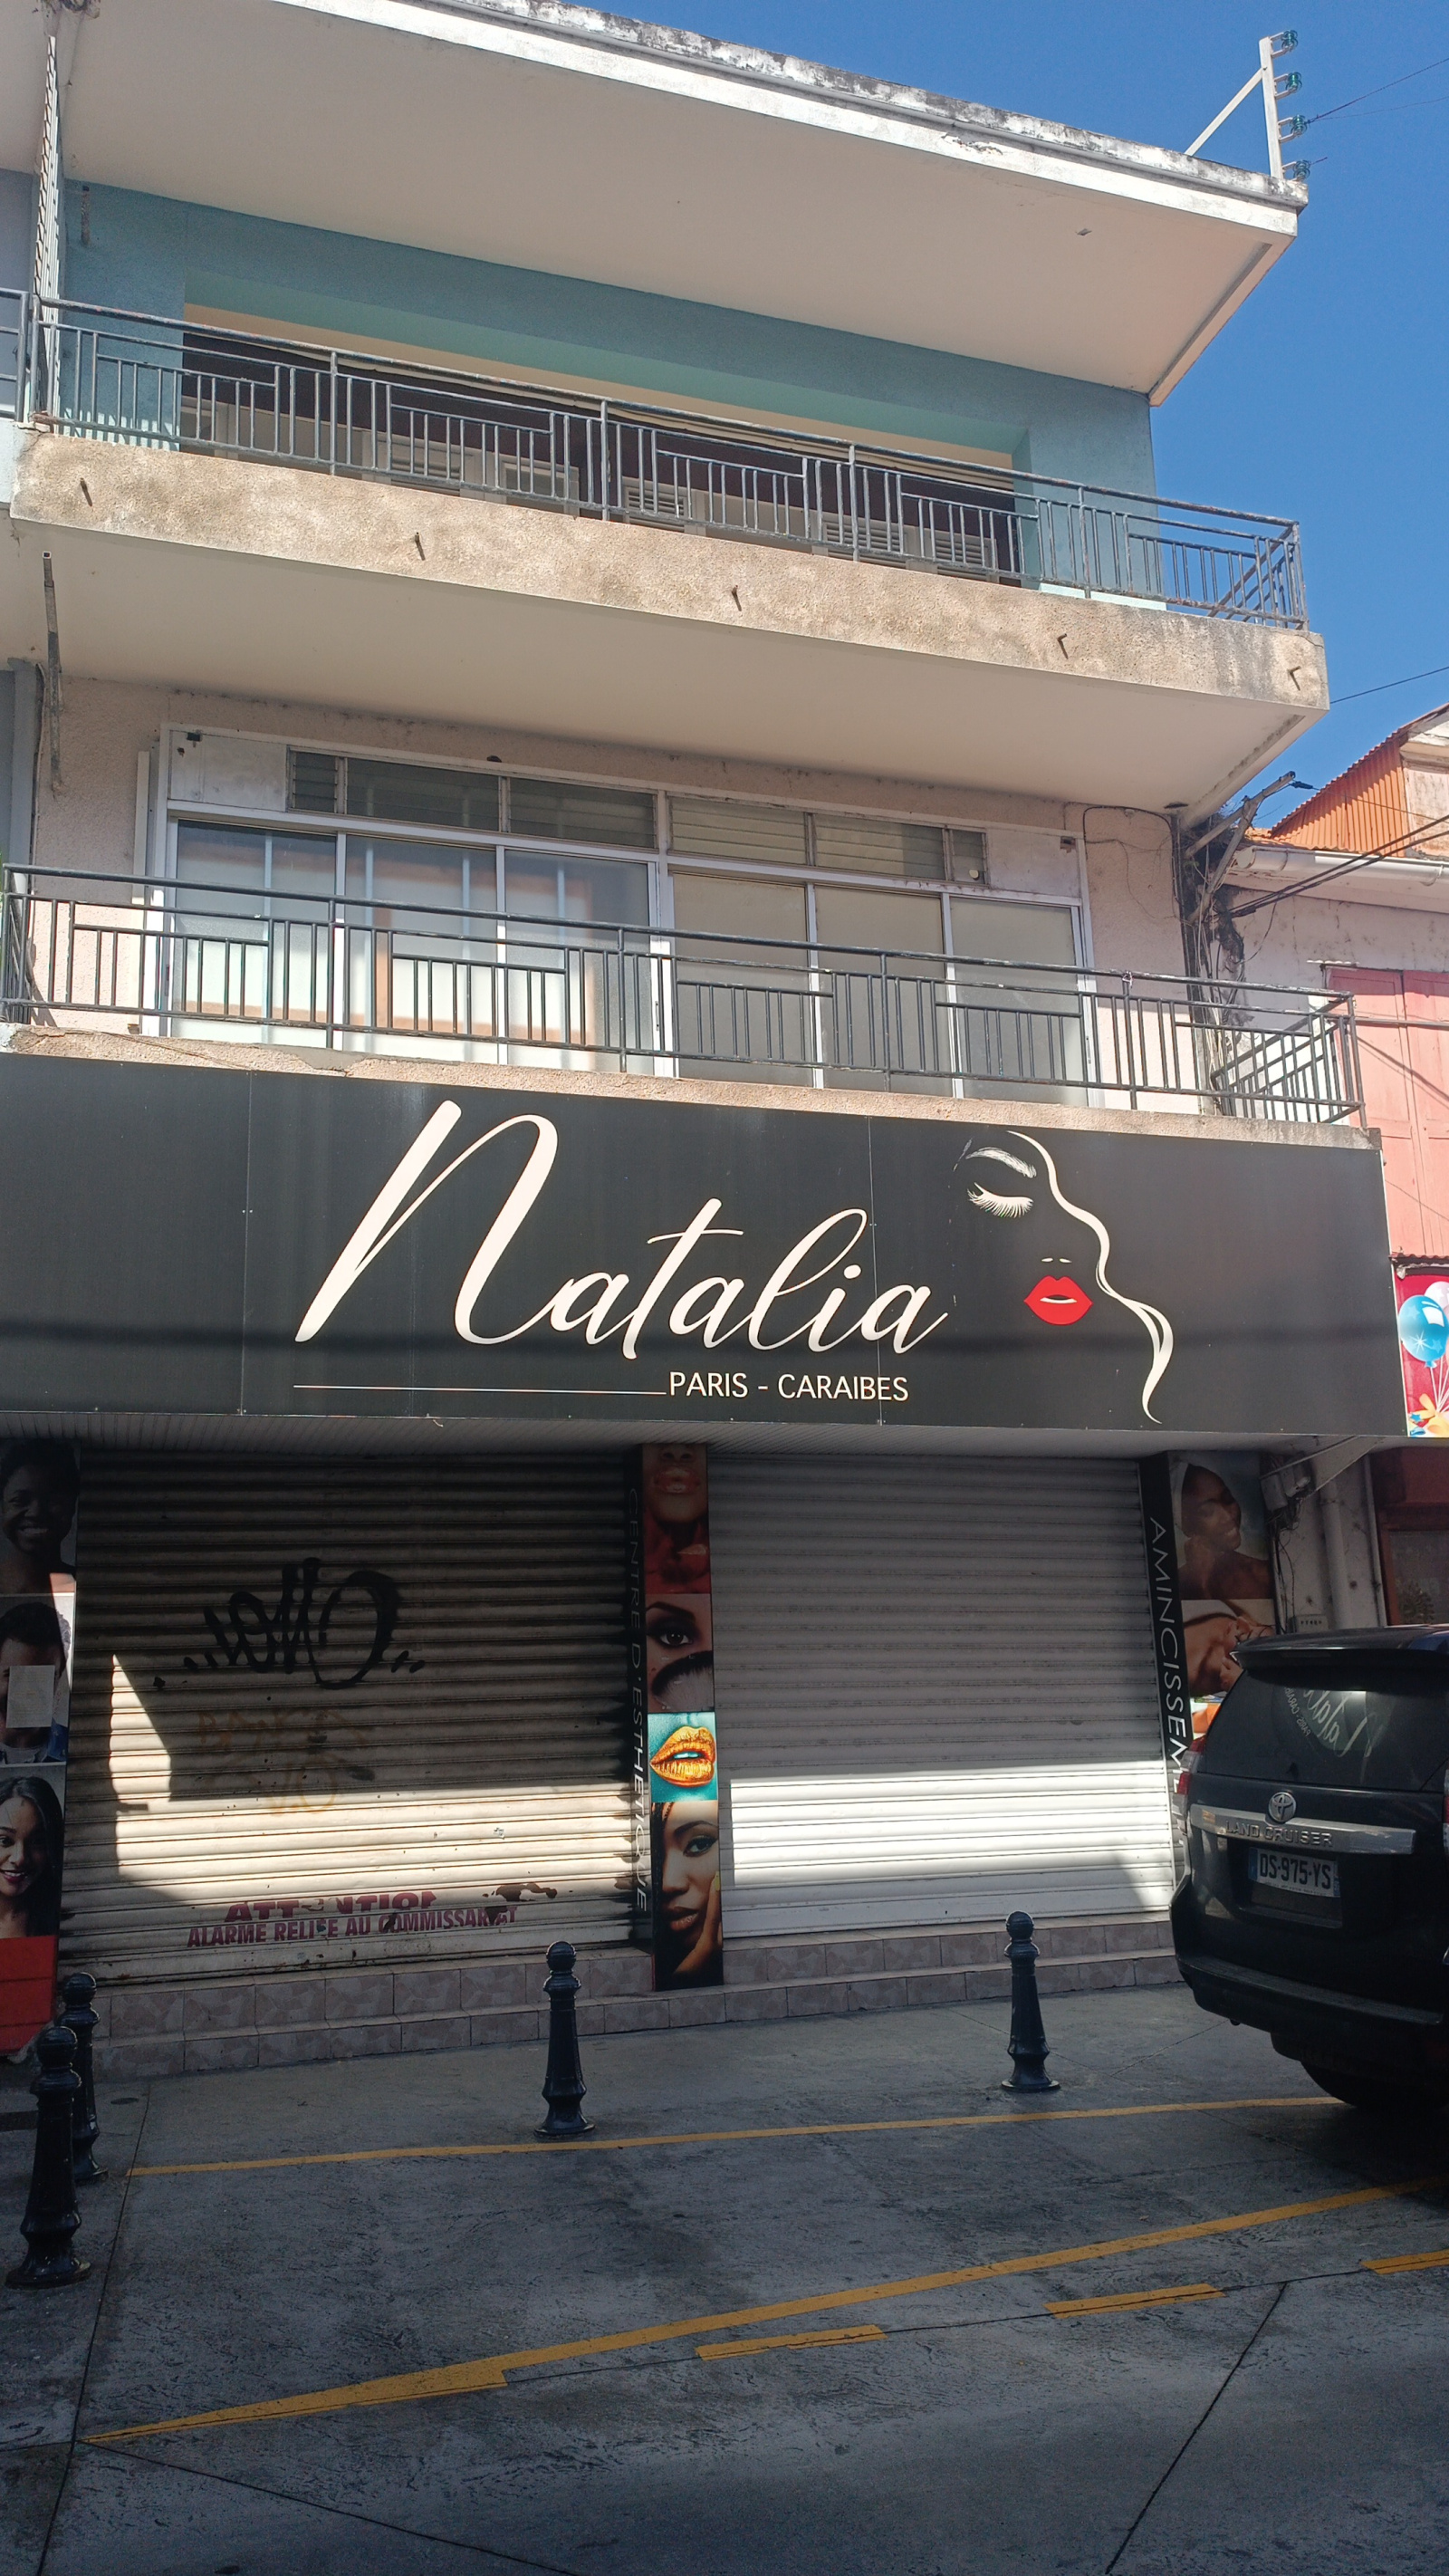 Natalia
PARIS - CARAIBES
CENTRE D'ESTHETIQUE
AMINCISSEM
ATTENTION
ALARME RELIEE AU COMMISSARIAT
LAND CRUISER
DS-975-YS